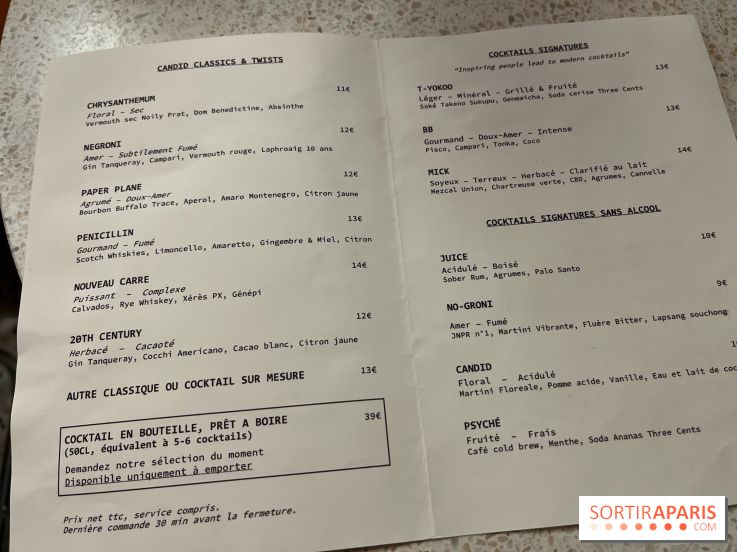 CANDID CLASSICS & TWISTS
CHRYSANTHEMUM 11€
Floral - Sec
Vermouth sec Noily Prat, Dom Benedictine, Absinthe
NEGRONI 12€
Amer - Subtilement Fumé
Gin Tanqueray, Campari, Vermouth rouge, Laphroaig 10 ans
PAPER PLANE 12€
Agrumé - Doux-Amer
Bourbon Buffalo Trace, Aperol, Amaro Montenegro, Citron jaune
PENICILLIN 13€
Gourmand - Fumé
Scotch Whiskies, Limoncello, Amaretto, Gingembre & Miel, Citron
NOUVEAU CARRE 14€
Puissant - Complexe
Calvados, Rye Whiskey, Xérès PX, Génépi
20TH CENTURY 12€
Herbacé - Cacaoté
Gin Tanqueray, Cocchi Americano, Cacao blanc, Citron jaune
AUTRE CLASSIQUE OU COCKTAIL SUR MESURE 13€
COCKTAIL EN BOUTEILLE, PRÊT A BOIRE 39€
(50CL, équivalent à 5-6 cocktails)
Demandez notre sélection du moment
Disponible uniquement à emporter
Prix net ttc, service compris.
Dernière commande 30 min avant la fermeture.
COCKTAILS SIGNATURES
"Inspiring people lead to modern cocktails"
T-YOKOO 13€
Léger - Minéral - Grillé & Fruité
Saké Takeno Sukupu, Genmaicha, Soda cerise Three Cents
BB 13€
Gourmand - Doux-Amer - Intense
Pisco, Campari, Tonka, Coco
MICK 14€
Soyeux - Terreux - Herbacé - Clarifié au lait
Mezcal Union, Chartreuse verte, CBD, Agrumes, Cannelle
COCKTAILS SIGNATURES SANS ALCOOL
JUICE 10€
Acidulé - Boisé
Sober Rum, Agrumes, Palo Santo
NO-GRONI 9€
Amer - Fumé
JNPR n°1, Martini Vibrante, Fluère Bitter, Lapsang souchong
CANDID
Floral - Acidulé
Martini Floreale, Pomme acide, Vanille, Eau et lait de coc
PSYCHÉ
Fruité - Frais
Café cold brew, Menthe, Soda Ananas Three Cents
SORTIRAPARIS
.COM